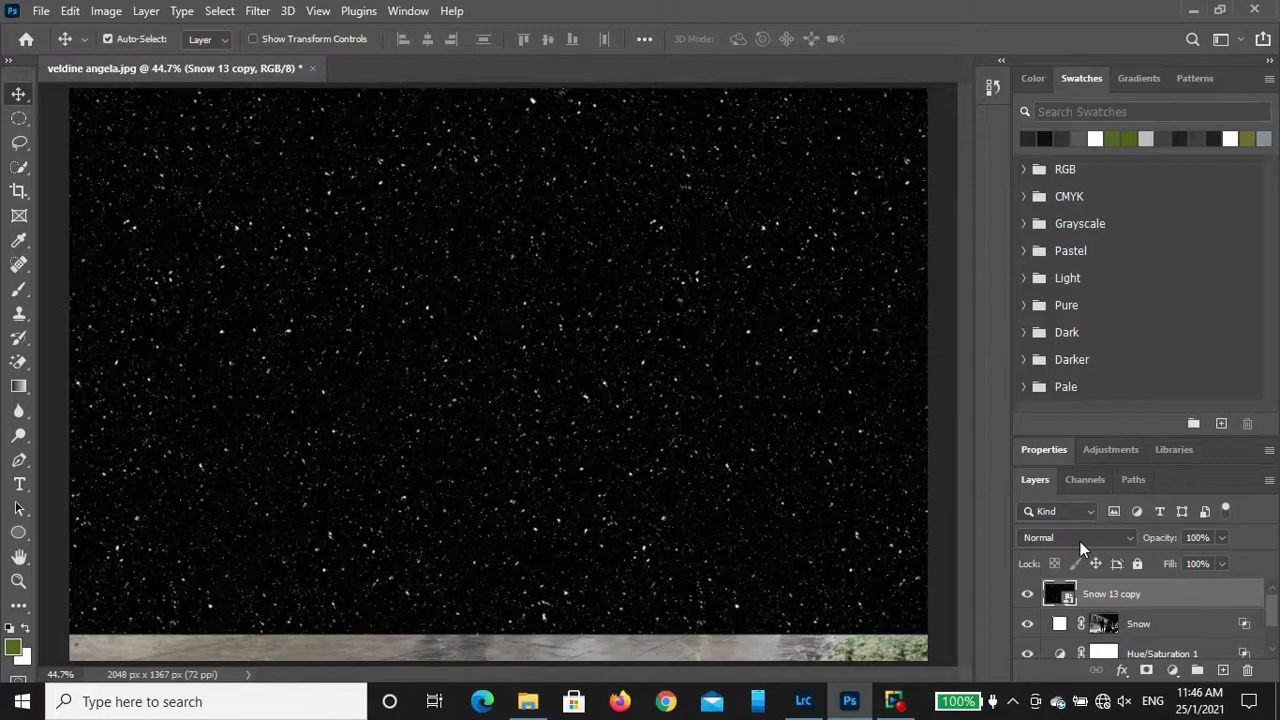 Ps File Edit Image Layer Type Select Filter 3D View Plugins Window Help
Auto-Select: Layer Show Transform Controls 3D Mode:
veldine angela.jpg @ 44.7% (Snow 13 copy, RGB/8) *
Color Swatches Gradients Patterns
Search Swatches
RGB
CMYK
Grayscale
Pastel
Light
Pure
Dark
Darker
Pale
Properties Adjustments Libraries
Layers Channels Paths
Kind
Normal Opacity: 100%
Lock: Fill: 100%
Snow 13 copy
Snow
Hue/Saturation 1
44.7% 2048 px x 1367 px (72 ppi)
Type here to search
Lrc Ps 100% ENG 1:46 AM
25/1/2021